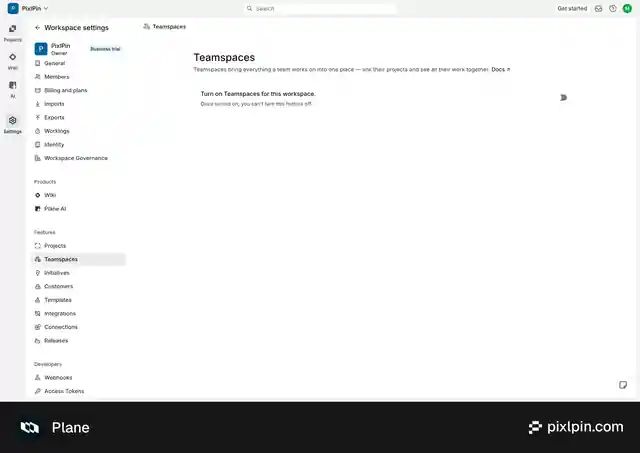 PixlPin
Search
Get started
Projects
Wiki
AI
Settings
Workspace settings
PixlPin
Owner
Business trial
General
Members
Billing and plans
Imports
Exports
Worklogs
Identity
Workspace Governance
Products
Wiki
Plane AI
Features
Projects
Teamspaces
Initiatives
Customers
Templates
Integrations
Connections
Releases
Developers
Webhooks
Access Tokens
Teamspaces
Teamspaces
Teamspaces bring everything a team works on into one place — link their projects and see all their work together. Docs
Turn on Teamspaces for this workspace.
Once turned on, you can't turn this feature off.
Plane
pixlpin.com